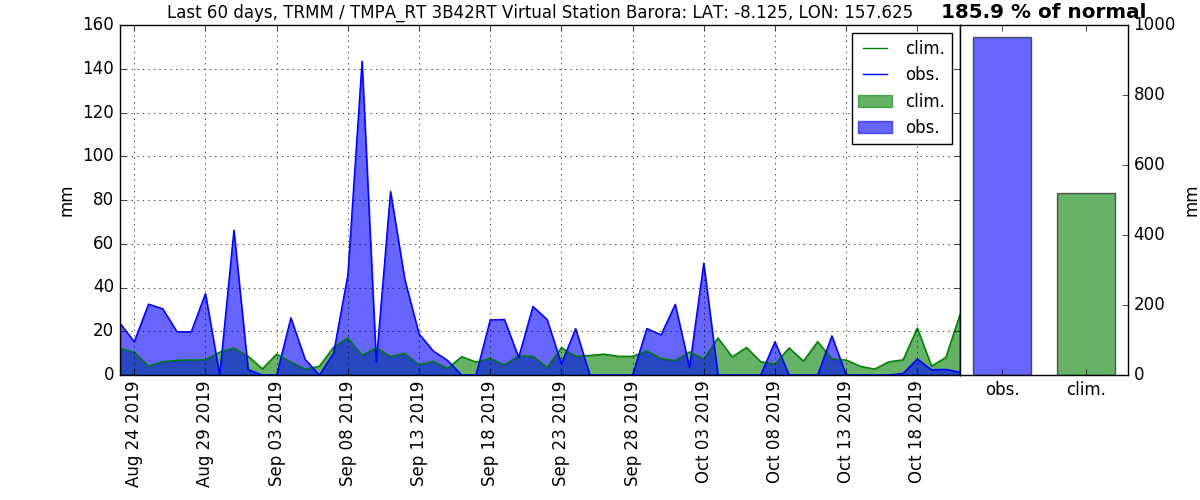 Last 60 days, TRMM / TMPA_RT 3B42RT Virtual Station Barora: LAT: -8.125, LON: 157.625
185.9 % of normal
160
140
120
100
80
60
40
20
0
mm
clim.
obs.
clim.
obs.
1000
800
600
400
200
0
mm
Aug 24 2019
Aug 29 2019
Sep 03 2019
Sep 08 2019
Sep 13 2019
Sep 18 2019
Sep 23 2019
Sep 28 2019
Oct 03 2019
Oct 08 2019
Oct 13 2019
Oct 18 2019
obs.
clim.